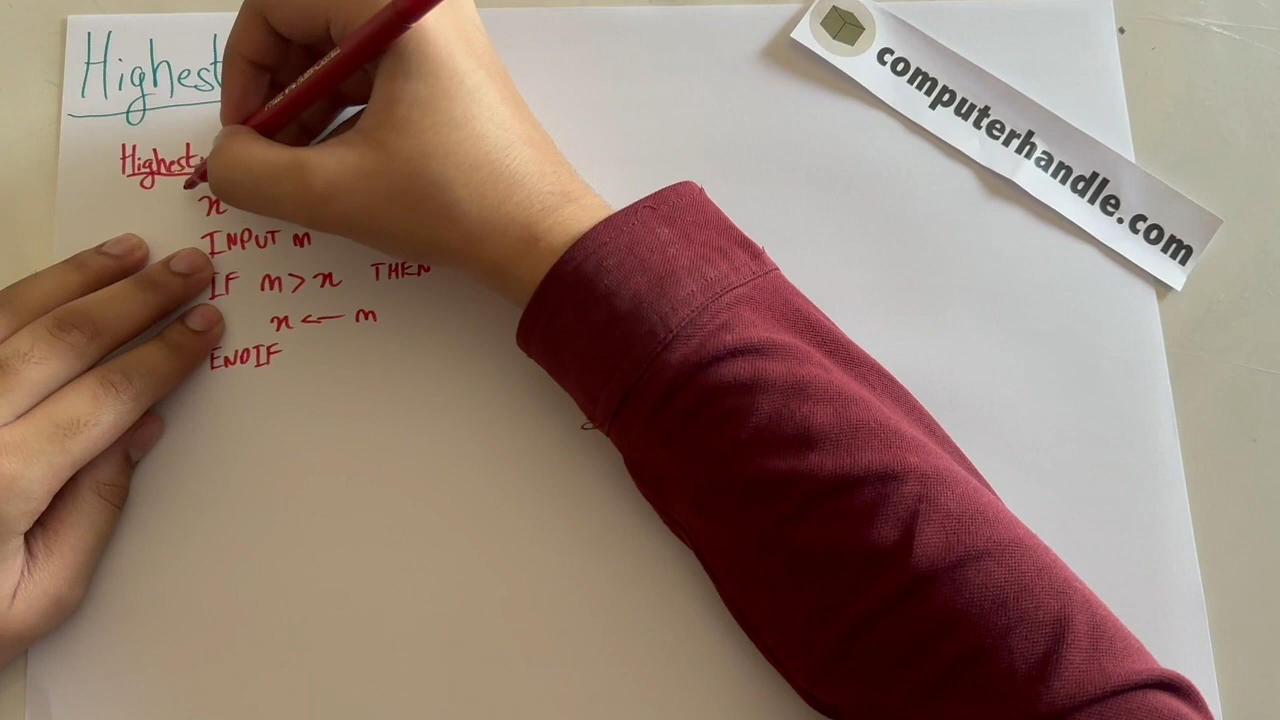 Highest
computerhandle.com
Highest
n
INPUT m
IF m > n THEN
n ← m
ENDIF